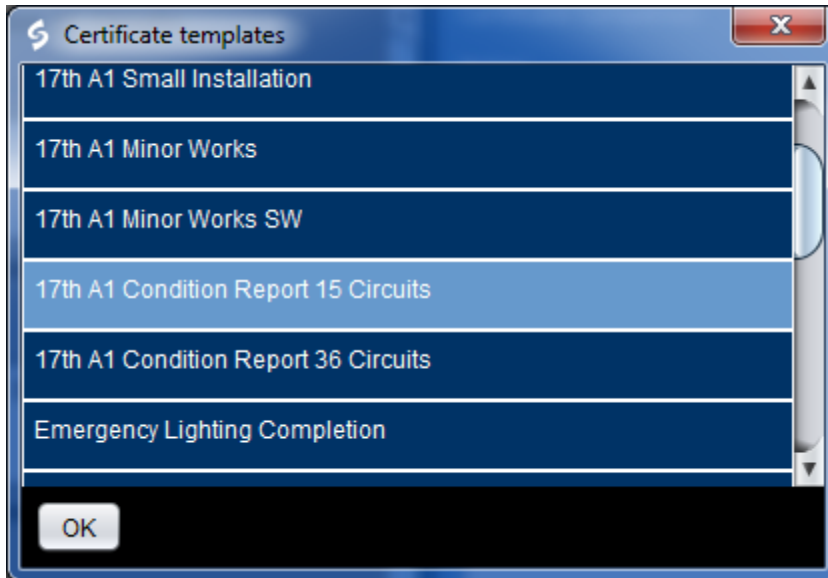 Certificate templates
17th A1 Small Installation
17th A1 Minor Works
17th A1 Minor Works SW
17th A1 Condition Report 15 Circuits
17th A1 Condition Report 36 Circuits
Emergency Lighting Completion
OK